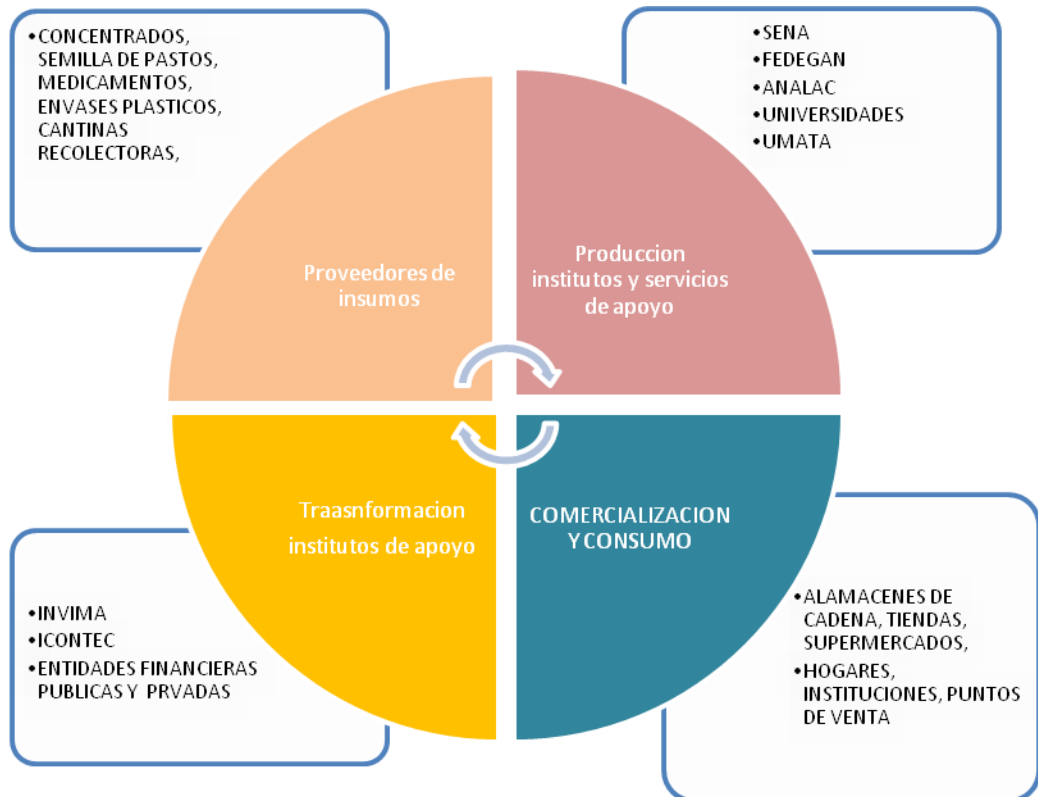 •CONCENTRADOS,
SEMILLA DE PASTOS,
MEDICAMENTOS,
ENVASES PLASTICOS,
CANTINAS
RECOLECTORAS,
•SENA
•FEDEGAN
•ANALAC
•UNIVERSIDADES
•UMATA
Proveedores de
insumos
Produccion
institutos y servicios
de apoyo
Traasnformacion
institutos de apoyo
COMERCIALIZACION
Y CONSUMO
•INVIMA
•ICONTEC
•ENTIDADES FINANCIERAS
PUBLICAS Y PRVADAS
•ALAMACENES DE
CADENA, TIENDAS,
SUPERMERCADOS,
•HOGARES,
INSTITUCIONES, PUNTOS
DE VENTA